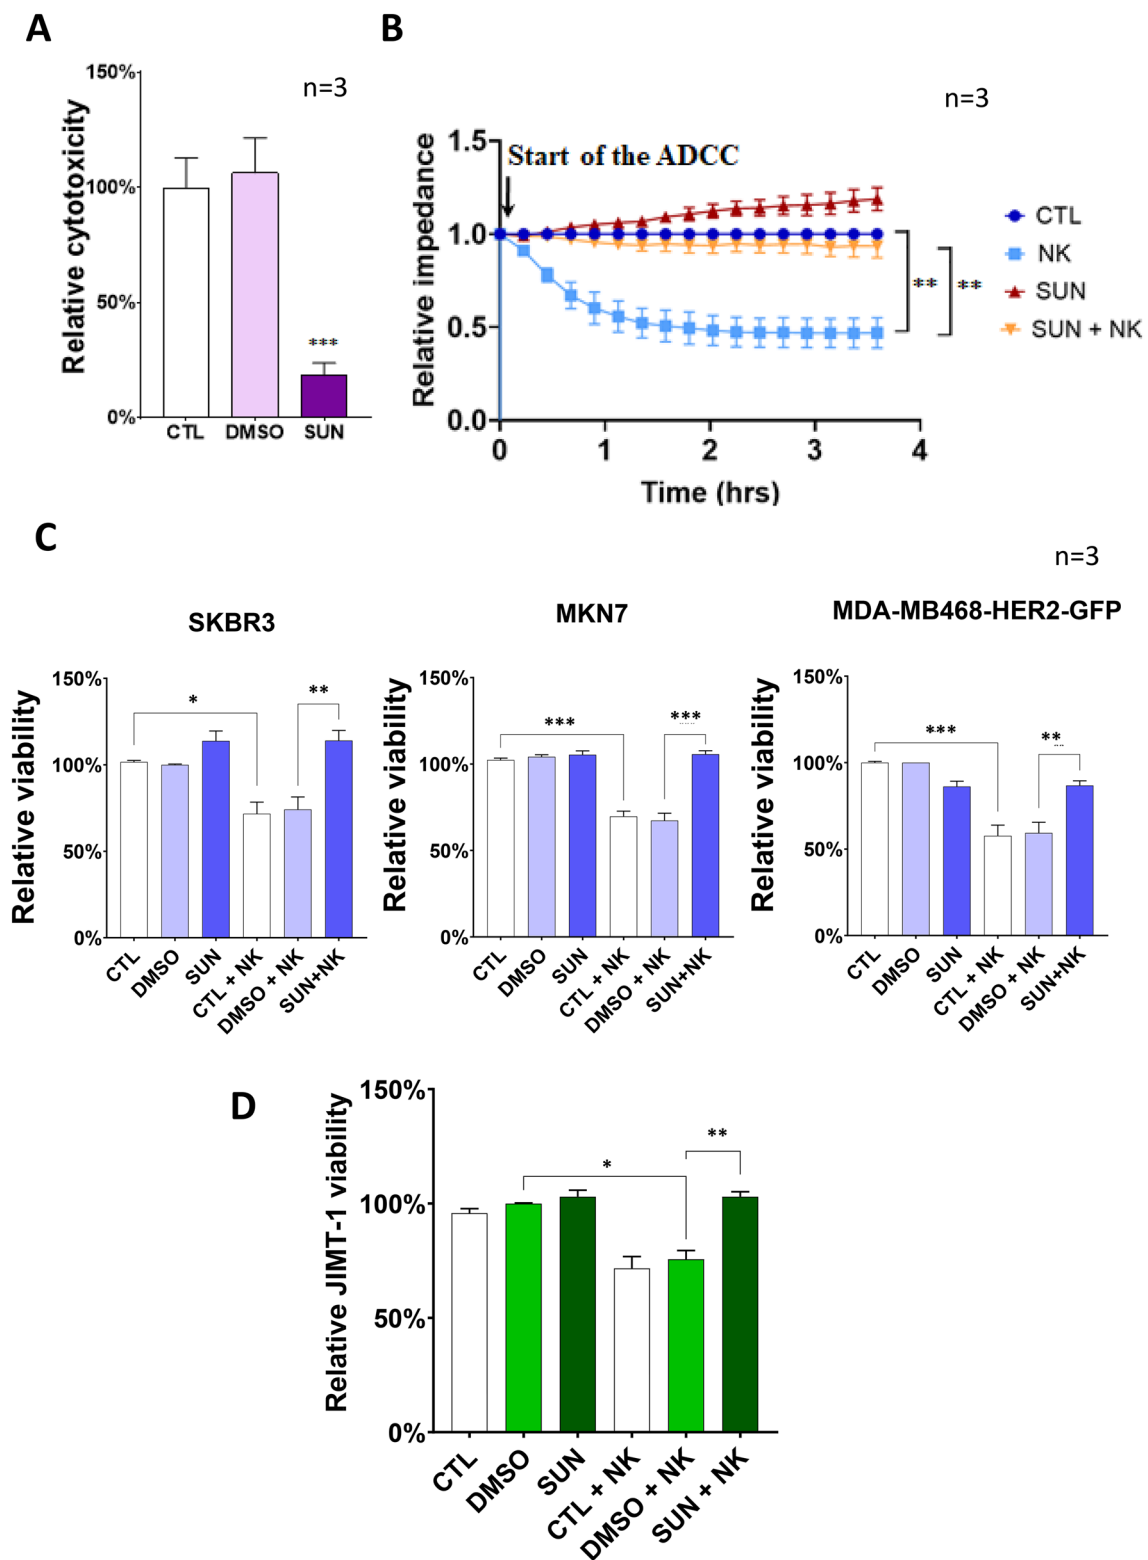 A
n=3
Relative cytotoxicity
150%
100%
50%
0%
***
CTL
DMSO
SUN
B
n=3
Relative impedance
1.5
1.0
0.5
0.0
Start of the ADCC
0
1
2
3
4
Time (hrs)
CTL
NK
SUN
SUN + NK
**
**
C
n=3
SKBR3
Relative viability
150%
100%
50%
0%
*
**
CTL
DMSO
SUN
CTL + NK
DMSO + NK
SUN+NK
MKN7
Relative viability
150%
100%
50%
0%
***
***
CTL
DMSO
SUN
CTL + NK
DMSO + NK
SUN+NK
MDA-MB468-HER2-GFP
Relative viability
150%
100%
50%
0%
***
**
CTL
DMSO
SUN
CTL + NK
DMSO + NK
SUN+NK
D
Relative JIMT-1 viability
150%
100%
50%
0%
*
**
CTL
DMSO
SUN
CTL + NK
DMSO + NK
SUN + NK